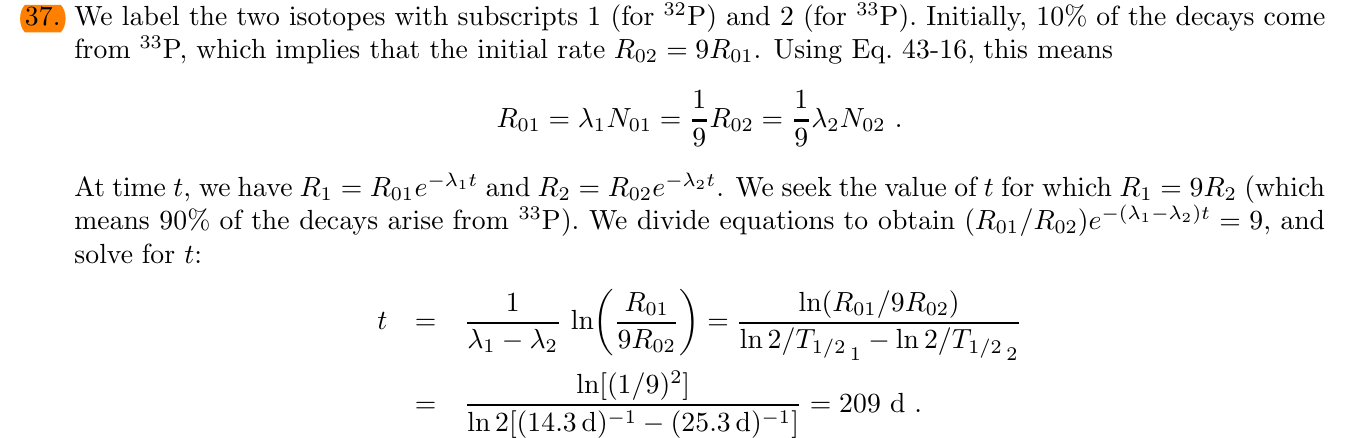 37. We label the two isotopes with subscripts 1 (for ³²P) and 2 (for ³³P). Initially, 10% of the decays come
from ³³P, which implies that the initial rate R₀₂ = 9R₀₁. Using Eq. 43-16, this means
R₀₁ = λ₁N₀₁ = 1/9 R₀₂ = 1/9 λ₂N₀₂ .
At time t, we have R₁ = R₀₁e^{−λ₁t} and R₂ = R₀₂e^{−λ₂t}. We seek the value of t for which R₁ = 9R₂ (which
means 90% of the decays arise from ³³P). We divide equations to obtain (R₀₁/R₀₂)e^{−(λ₁−λ₂)t} = 9, and
solve for t:
t = 1/(λ₁ − λ₂) ln(R₀₁/9R₀₂) = ln(R₀₁/9R₀₂)/(ln 2/T_{1/2 1} − ln 2/T_{1/2 2})
= ln[(1/9)²]/(ln 2[(14.3 d)⁻¹ − (25.3 d)⁻¹]) = 209 d .